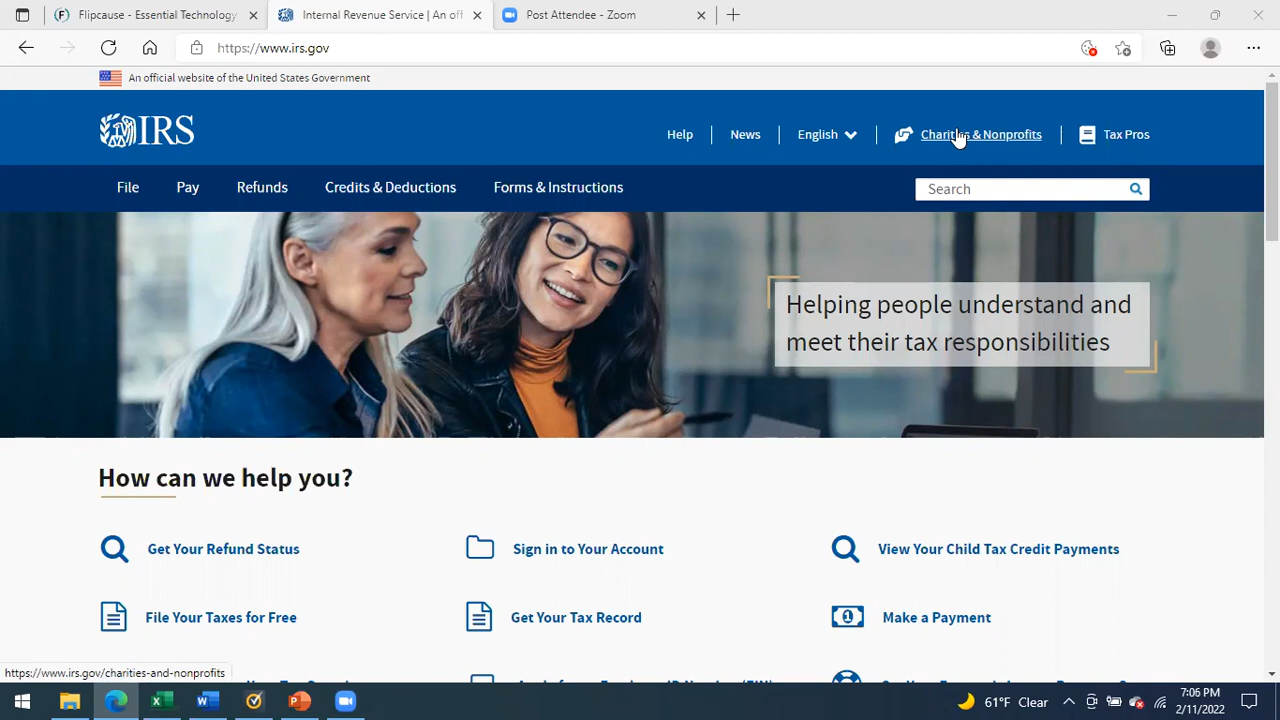 Flipcause - Essential Technology
Internal Revenue Service | An off
Post Attendee - Zoom
https://www.irs.gov
An official website of the United States Government
IRS
Help
News
English
Charities & Nonprofits
Tax Pros
File
Pay
Refunds
Credits & Deductions
Forms & Instructions
Search
Helping people understand and
meet their tax responsibilities
How can we help you?
Get Your Refund Status
Sign in to Your Account
View Your Child Tax Credit Payments
File Your Taxes for Free
Get Your Tax Record
Make a Payment
https://www.irs.gov/charities-and-nonprofits
61°F Clear
7:06 PM
2/11/2022